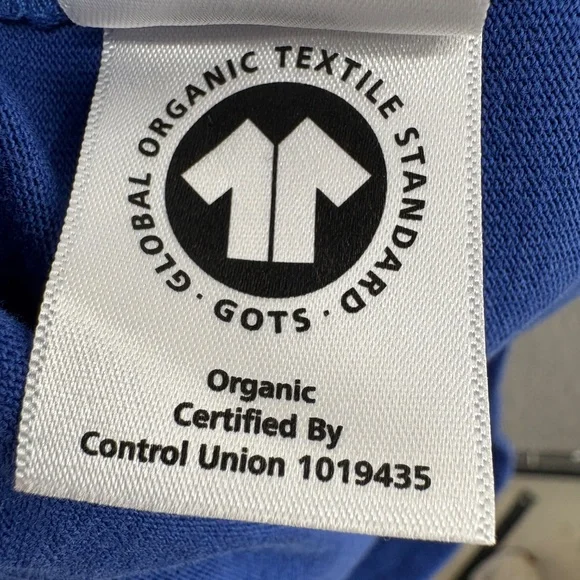 GLOBAL ORGANIC TEXTILE STANDARD · GOTS ·
Organic
Certified By
Control Union 1019435